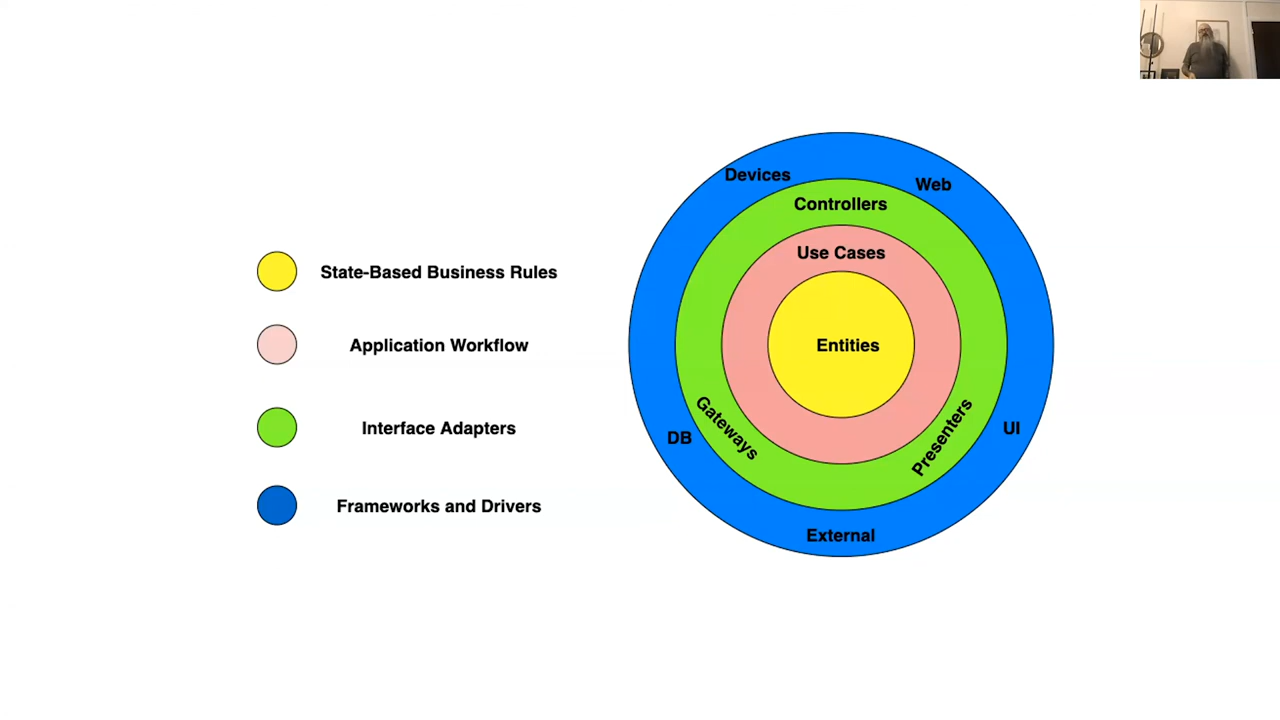 State-Based Business Rules
Application Workflow
Interface Adapters
Frameworks and Drivers
Devices
Web
Controllers
Use Cases
Entities
Gateways
Presenters
DB
UI
External